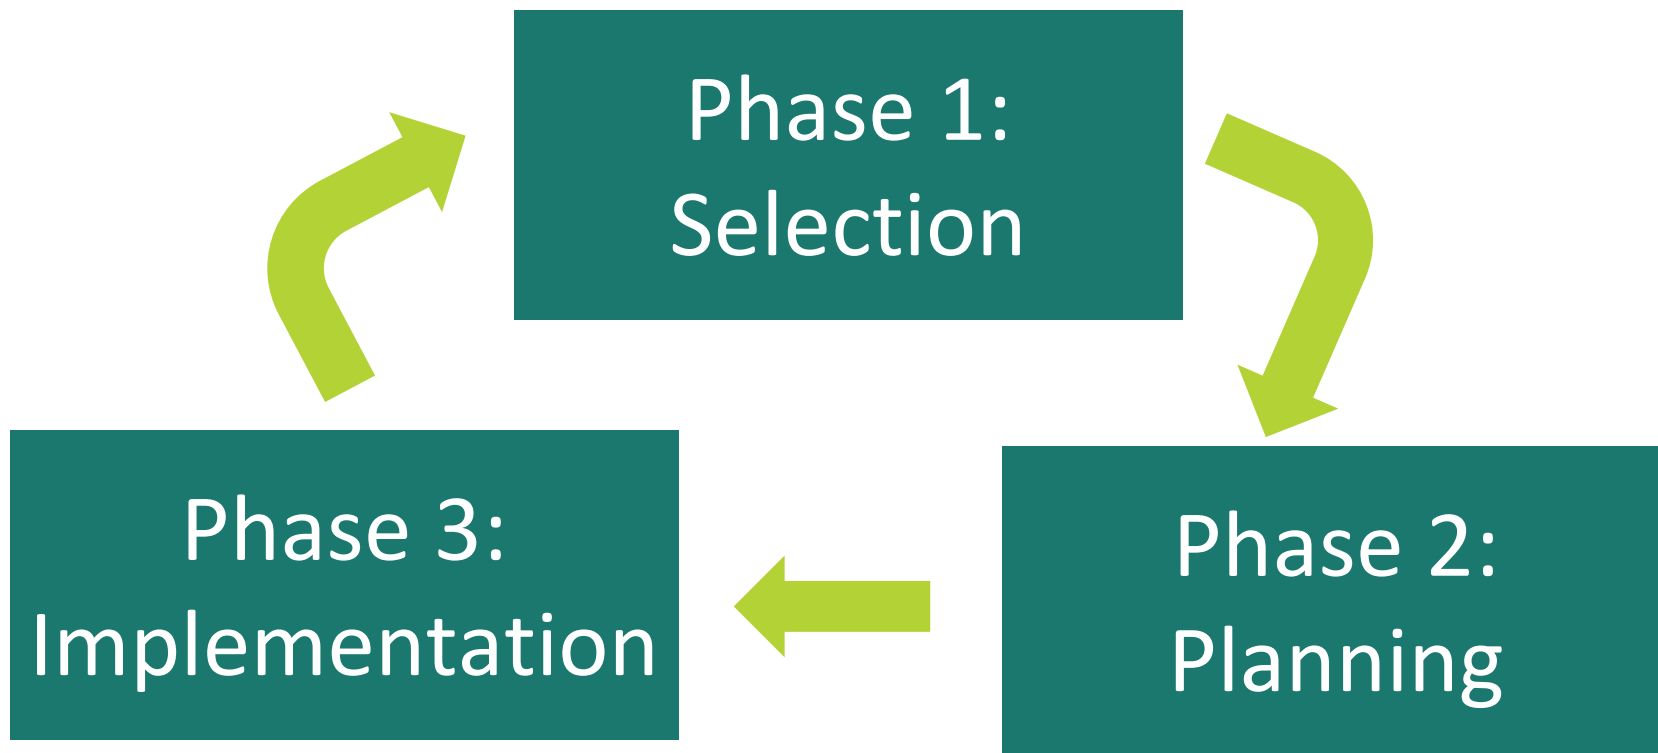 Phase 1:
Selection
Phase 2:
Planning
Phase 3:
Implementation